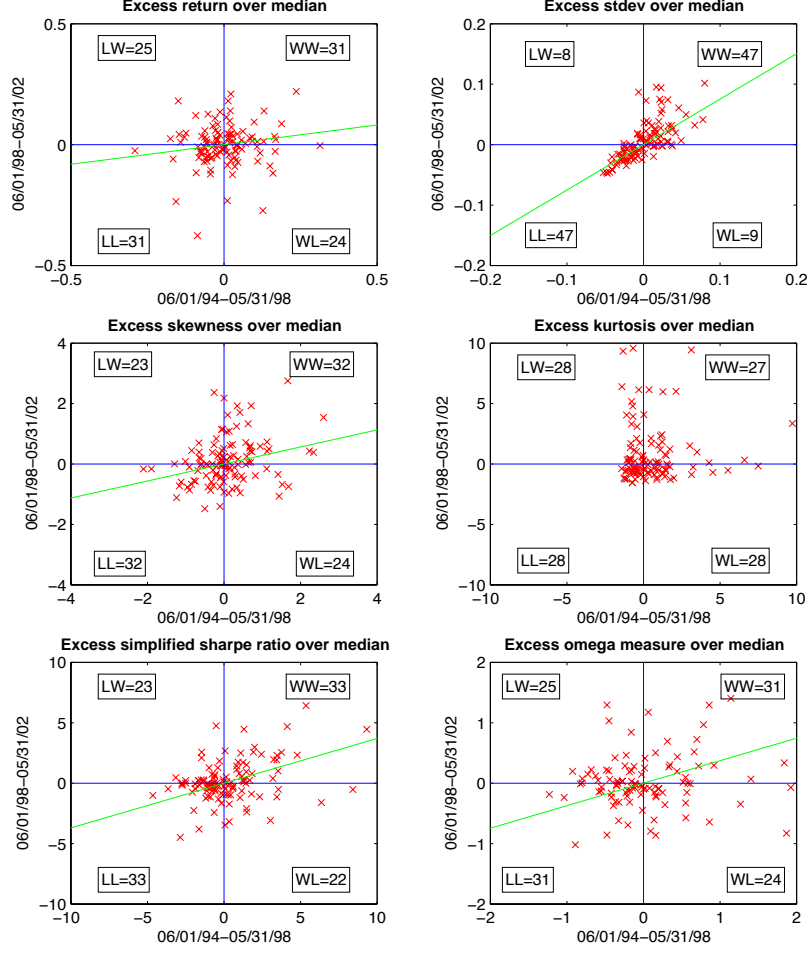 Excess return over median
Excess stdev over median
0.5
LW=25
WW=31
0
LL=31
WL=24
−0.5
−0.5
0
0.5
06/01/98−05/31/02
06/01/94−05/31/98
0.2
LW=8
WW=47
0.1
0
−0.1
LL=47
WL=9
−0.2
−0.2
−0.1
0
0.1
0.2
06/01/98−05/31/02
06/01/94−05/31/98
Excess skewness over median
Excess kurtosis over median
4
LW=23
WW=32
2
0
−2
LL=32
WL=24
−4
−4
−2
0
2
4
06/01/98−05/31/02
06/01/94−05/31/98
10
LW=28
WW=27
5
0
−5
LL=28
WL=28
−10
−10
−5
0
5
10
06/01/98−05/31/02
06/01/94−05/31/98
Excess simplified sharpe ratio over median
Excess omega measure over median
10
LW=23
WW=33
5
0
−5
LL=33
WL=22
−10
−10
−5
0
5
10
06/01/98−05/31/02
06/01/94−05/31/98
2
LW=25
WW=31
1
0
−1
LL=31
WL=24
−2
−2
−1
0
1
2
06/01/98−05/31/02
06/01/94−05/31/98